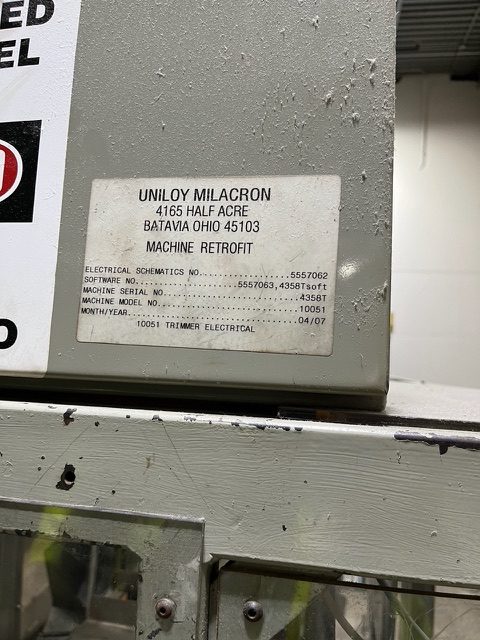 ED
EL
O
UNILOY MILACRON
4165 HALF ACRE
BATAVIA OHIO 45103
MACHINE RETROFIT
ELECTRICAL SCHEMATICS NO..............5557062
SOFTWARE NO...................5557063,4358Tsoft
MACHINE SERIAL NO.........................4358T
MACHINE MODEL NO..........................10051
MONTH/YEAR................................04/07
10051 TRIMMER ELECTRICAL